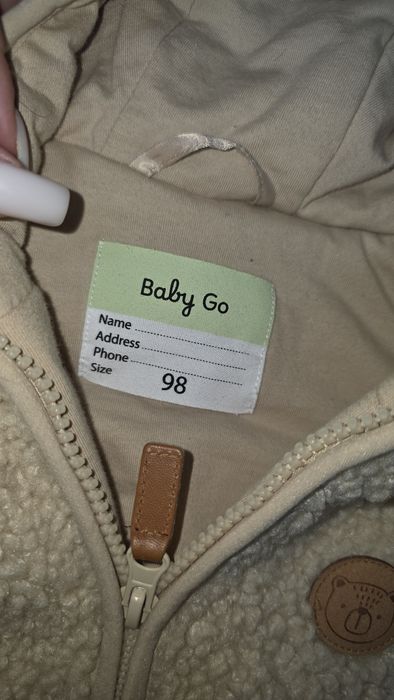 Baby Go
Name
Address
Phone
Size 98